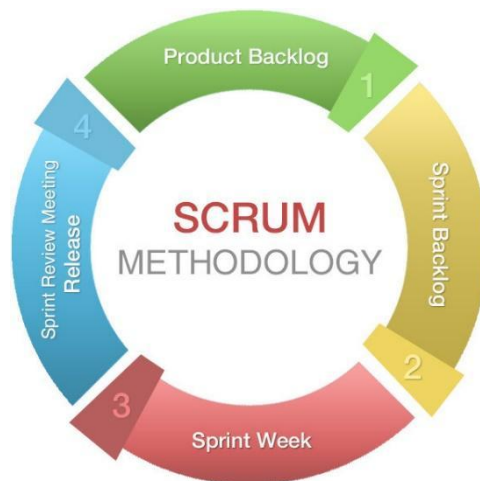 Product Backlog
1
Sprint Backlog
2
Sprint Week
3
Sprint Review Meeting
Release
4
SCRUM
METHODOLOGY